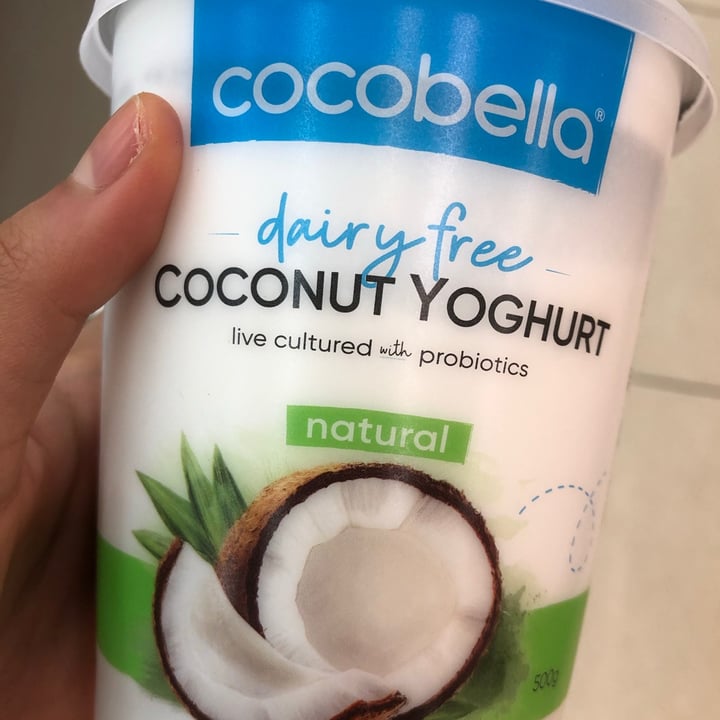 cocobella®
dairy free
COCONUT YOGHURT
live cultured with probiotics
natural
500g